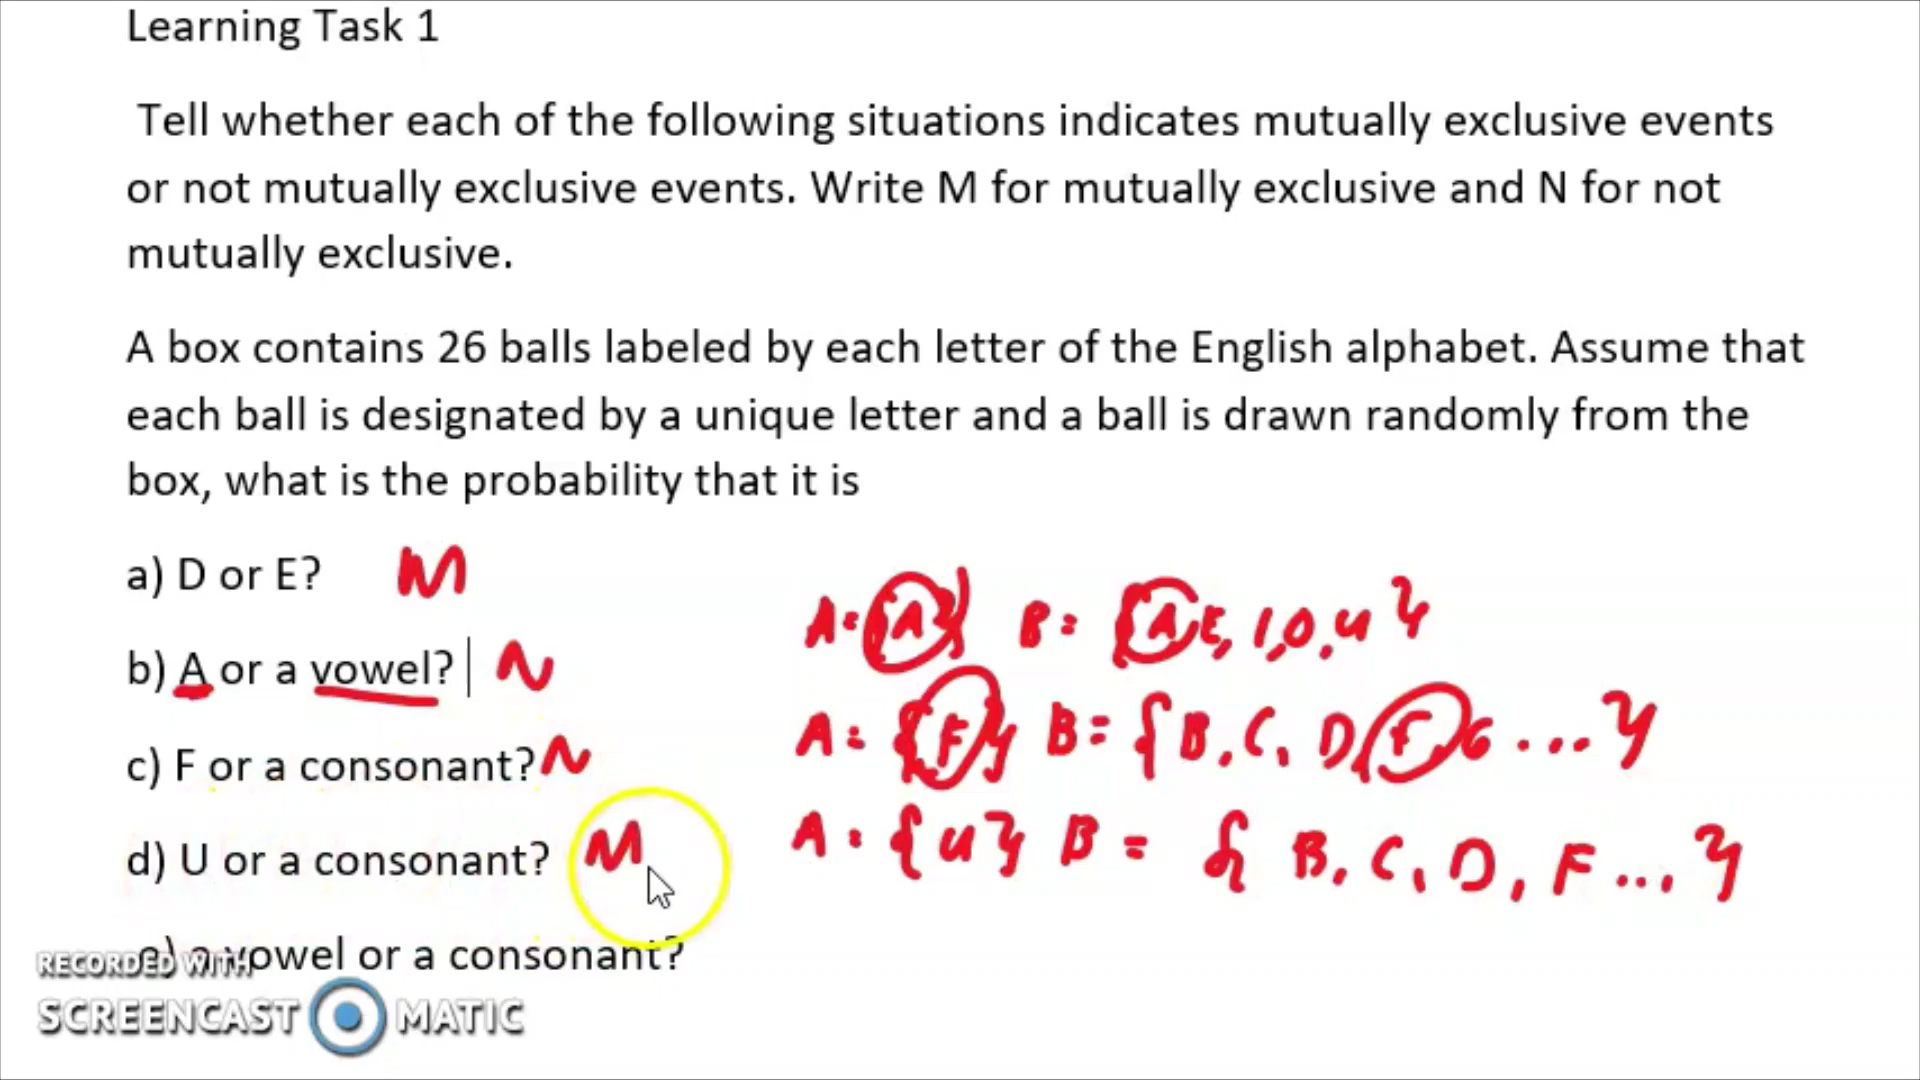 Learning Task 1
Tell whether each of the following situations indicates mutually exclusive events
or not mutually exclusive events. Write M for mutually exclusive and N for not
mutually exclusive.
A box contains 26 balls labeled by each letter of the English alphabet. Assume that
each ball is designated by a unique letter and a ball is drawn randomly from the
box, what is the probability that it is
a) D or E? M
A = {A} B = {A, E, I, O, U}
b) A or a vowel? N
c) F or a consonant? N
A = {F} B = {B, C, D, F, G ...}
d) U or a consonant? M
A = {U} B = {B, C, D, F ...}
e) a vowel or a consonant?
RECORDED WITH
SCREENCAST MATIC